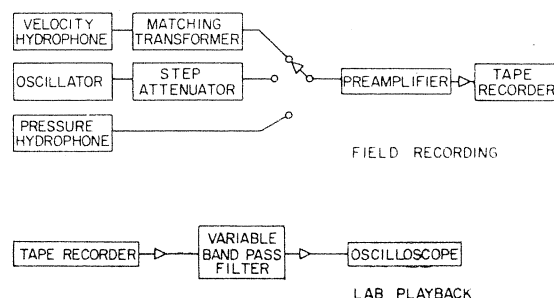 VELOCITY
HYDROPHONE
MATCHING
TRANSFORMER
OSCILLATOR
STEP
ATTENUATOR
PREAMPLIFIER
TAPE
RECORDER
PRESSURE
HYDROPHONE
FIELD RECORDING
TAPE RECORDER
VARIABLE
BAND PASS
FILTER
OSCILLOSCOPE
LAB PLAYBACK